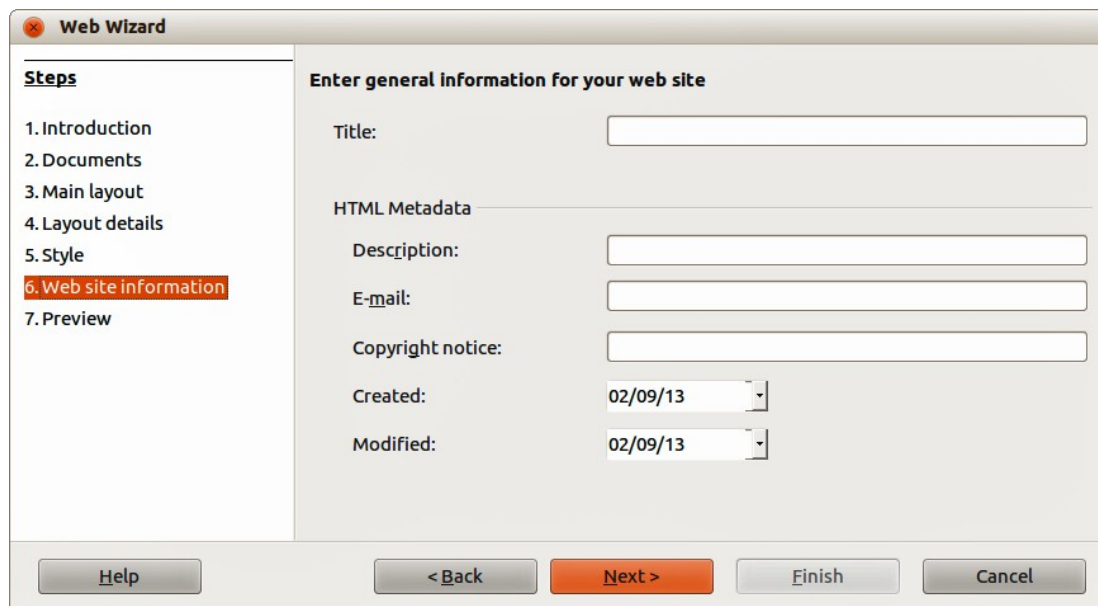 Web Wizard
Steps
1. Introduction
2. Documents
3. Main layout
4. Layout details
5. Style
6. Web site information
7. Preview
Enter general information for your web site
Title:
HTML Metadata
Description:
E-mail:
Copyright notice:
Created: 02/09/13
Modified: 02/09/13
Help < Back Next > Finish Cancel